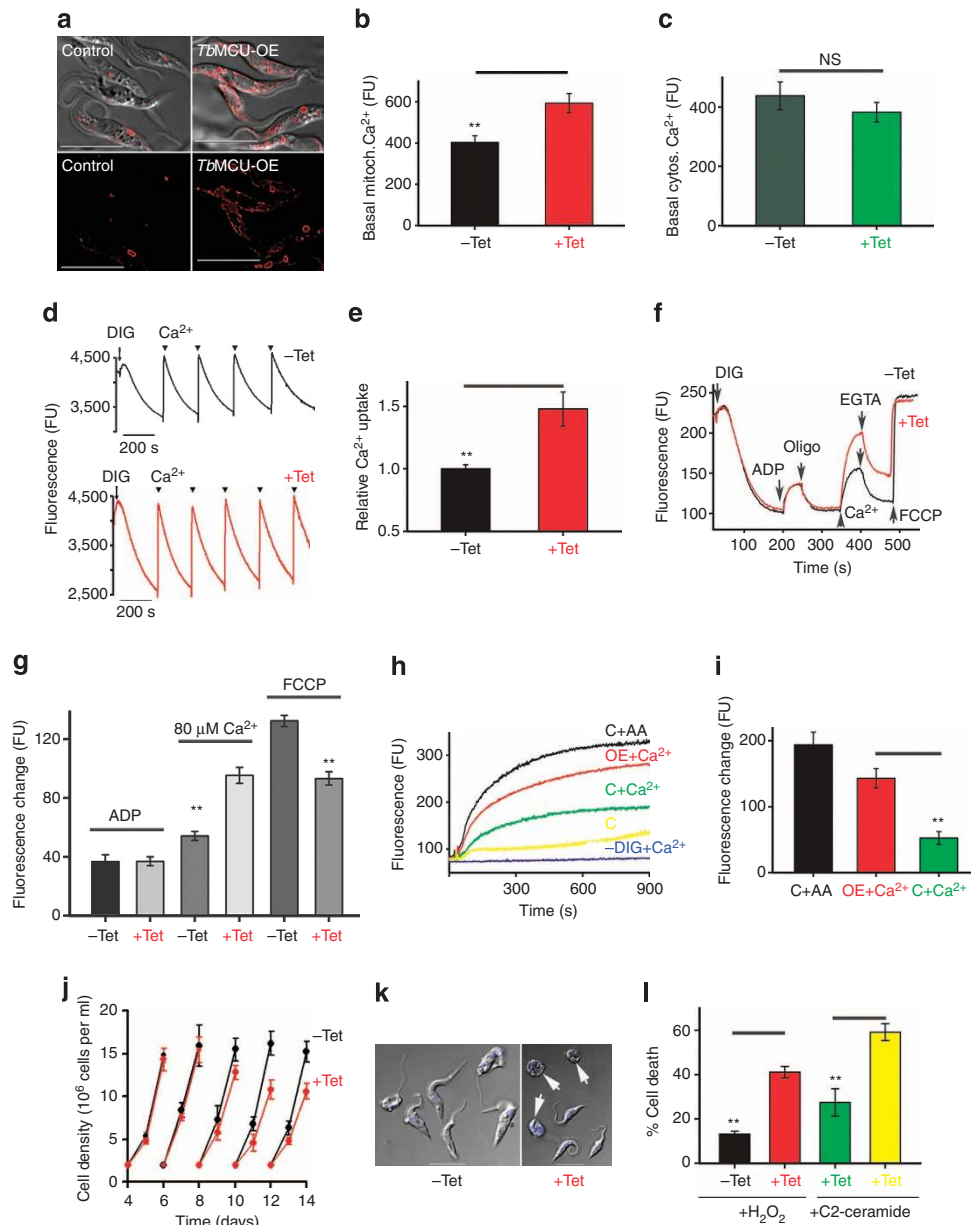 a
Control
TbMCU-OE
Control
TbMCU-OE
b
Basal mitoch.Ca²⁺ (FU)
600
400
200
0
**
–Tet
+Tet
c
Basal cytos. Ca²⁺ (FU)
400
200
0
NS
–Tet
+Tet
d
Fluorescence (FU)
DIG
Ca²⁺
–Tet
4,500
3,500
200 s
DIG
Ca²⁺
+Tet
4,500
2,500
200 s
e
Relative Ca²⁺ uptake
1.5
1.0
0.5
**
–Tet
+Tet
f
Fluorescence (FU)
250
200
150
100
DIG
ADP
Oligo
EGTA
Ca²⁺
FCCP
–Tet
+Tet
100
200
300
400
500
Time (s)
g
Fluorescence change (FU)
120
80
40
0
ADP
80 μM Ca²⁺
FCCP
**
**
–Tet
+Tet
–Tet
+Tet
–Tet
+Tet
h
Fluorescence (FU)
300
200
100
C+AA
OE+Ca²⁺
C+Ca²⁺
C
–DIG+Ca²⁺
300
600
900
Time (s)
i
Fluorescence change (FU)
200
100
0
**
C+AA
OE+Ca²⁺
C+Ca²⁺
j
Cell density (10⁶ cells per ml)
20
15
10
5
0
–Tet
+Tet
4
6
8
10
12
14
Time (days)
k
–Tet
+Tet
l
% Cell death
60
40
20
0
**
**
–Tet
+Tet
+Tet
+Tet
+H₂O₂
+C2-ceramide